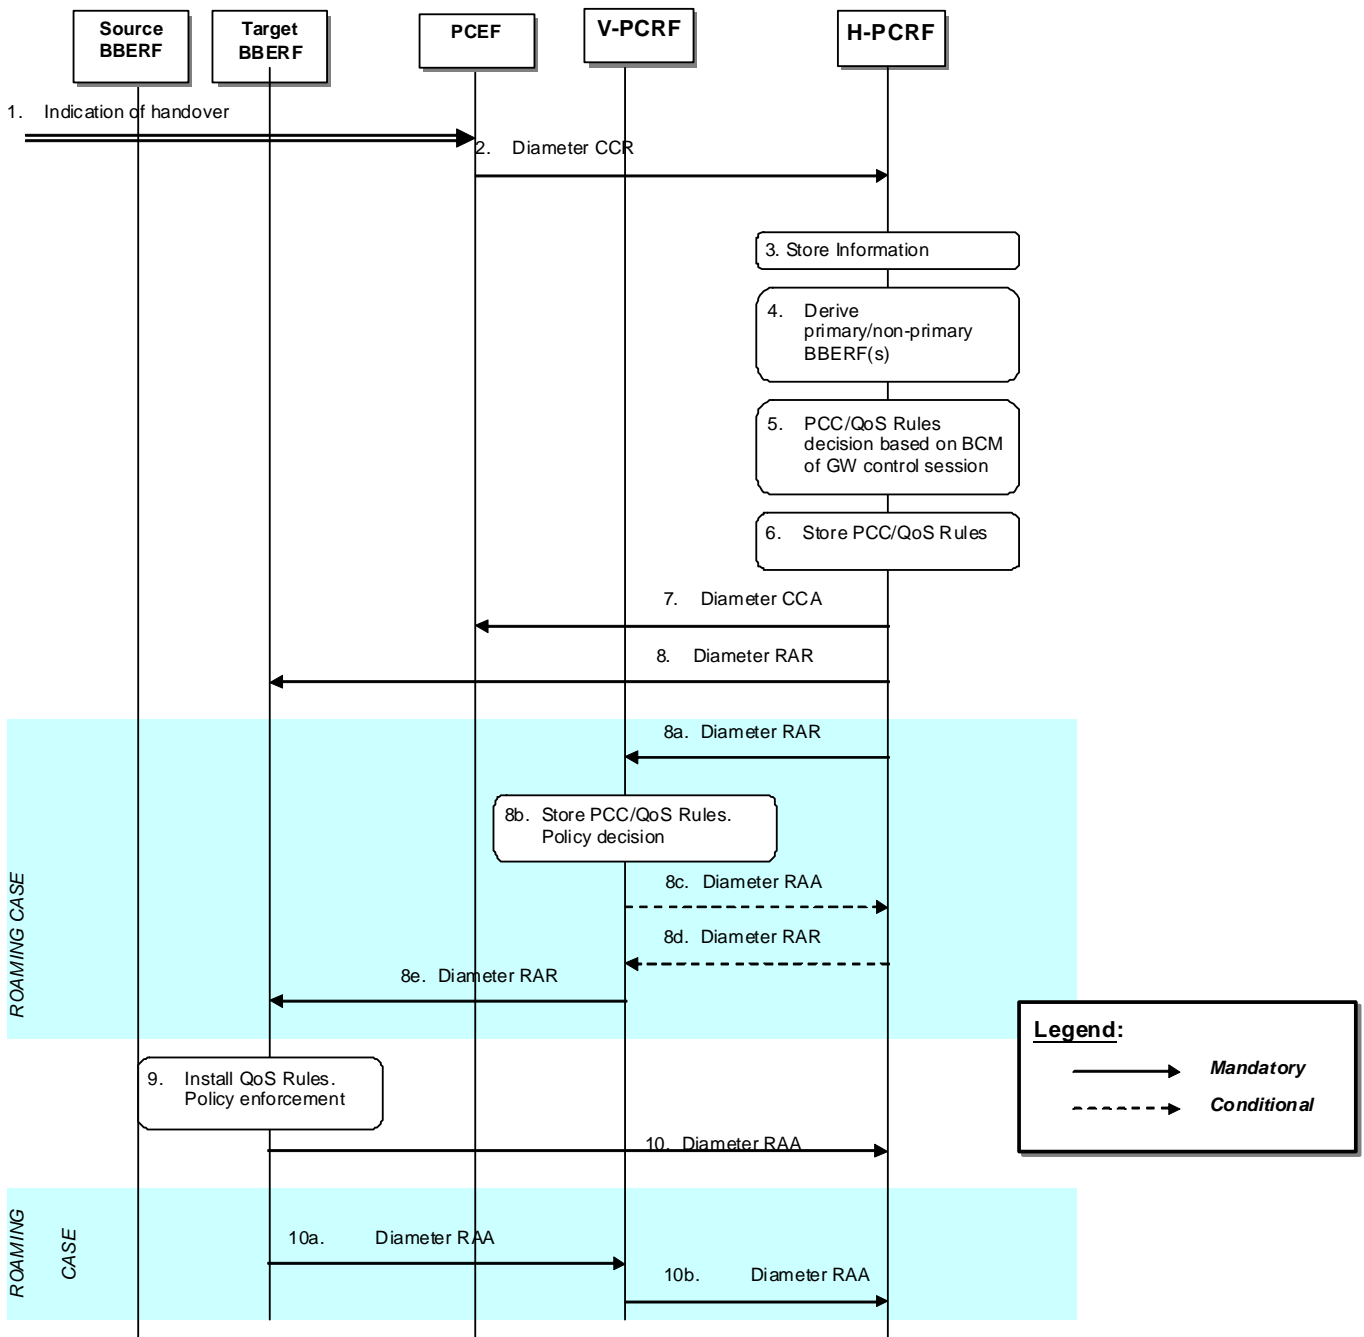 Source
BBERF
Target
BBERF
PCEF
V-PCRF
H-PCRF
1. Indication of handover
2. Diameter CCR
3. Store Information
4. Derive
primary/non-primary
BBERF(s)
5. PCC/QoS Rules
decision based on BCM
of GW control session
6. Store PCC/QoS Rules
7. Diameter CCA
8. Diameter RAR
8a. Diameter RAR
8b. Store PCC/QoS Rules.
Policy decision
8c. Diameter RAA
8d. Diameter RAR
8e. Diameter RAR
ROAMING CASE
Legend:
Mandatory
Conditional
9. Install QoS Rules.
Policy enforcement
10. Diameter RAA
ROAMING
CASE
10a. Diameter RAA
10b. Diameter RAA